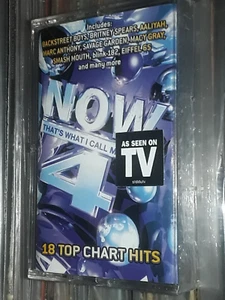 Includes:
BACKSTREET BOYS, BRITNEY SPEARS, AALIYAH,
MARC ANTHONY, SAVAGE GARDEN, MACY GRAY,
SMASH MOUTH, blink-182, EIFFEL 65
and many more
NOW
THAT'S WHAT I CALL M
4
AS SEEN ON
TV
18 TOP CHART HITS